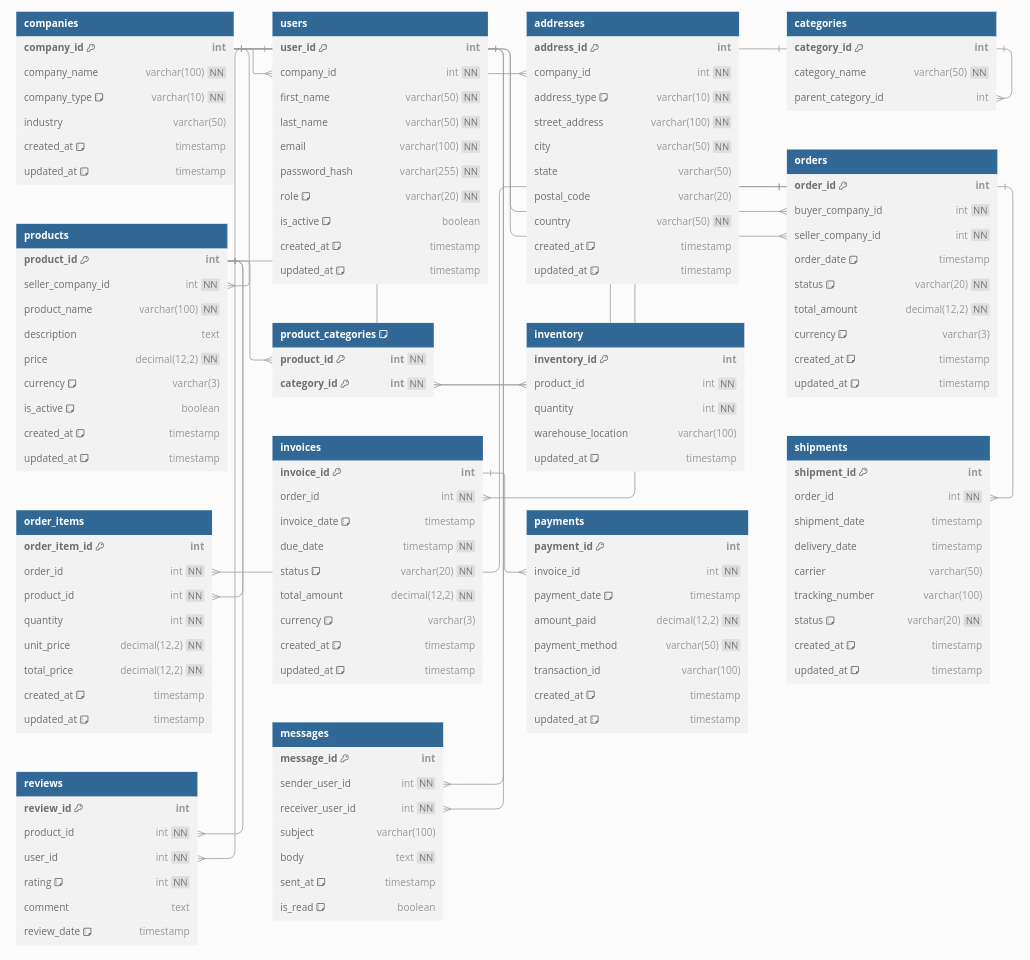 companies
company_id int
company_name varchar(100) NN
company_type varchar(10) NN
industry varchar(50)
created_at timestamp
updated_at timestamp
users
user_id int
company_id int NN
first_name varchar(50) NN
last_name varchar(50) NN
email varchar(100) NN
password_hash varchar(255) NN
role varchar(20) NN
is_active boolean
created_at timestamp
updated_at timestamp
addresses
address_id int
company_id int NN
address_type varchar(10) NN
street_address varchar(100) NN
city varchar(50) NN
state varchar(50)
postal_code varchar(20)
country varchar(50) NN
created_at timestamp
updated_at timestamp
categories
category_id int
category_name varchar(50) NN
parent_category_id int
orders
order_id int
buyer_company_id int NN
seller_company_id int NN
order_date timestamp
status varchar(20) NN
total_amount decimal(12,2) NN
currency varchar(3)
created_at timestamp
updated_at timestamp
products
product_id int
seller_company_id int NN
product_name varchar(100) NN
description text
price decimal(12,2) NN
currency varchar(3)
is_active boolean
created_at timestamp
updated_at timestamp
product_categories
product_id int NN
category_id int NN
inventory
inventory_id int
product_id int NN
quantity int NN
warehouse_location varchar(100)
updated_at timestamp
invoices
invoice_id int
order_id int NN
invoice_date timestamp
due_date timestamp NN
status varchar(20) NN
total_amount decimal(12,2) NN
currency varchar(3)
created_at timestamp
updated_at timestamp
shipments
shipment_id int
order_id int NN
shipment_date timestamp
delivery_date timestamp
carrier varchar(50)
tracking_number varchar(100)
status varchar(20) NN
created_at timestamp
updated_at timestamp
order_items
order_item_id int
order_id int NN
product_id int NN
quantity int NN
unit_price decimal(12,2) NN
total_price decimal(12,2) NN
created_at timestamp
updated_at timestamp
payments
payment_id int
invoice_id int NN
payment_date timestamp
amount_paid decimal(12,2) NN
payment_method varchar(50) NN
transaction_id varchar(100)
created_at timestamp
updated_at timestamp
messages
message_id int
sender_user_id int NN
receiver_user_id int NN
subject varchar(100)
body text NN
sent_at timestamp
is_read boolean
reviews
review_id int
product_id int NN
user_id int NN
rating int NN
comment text
review_date timestamp